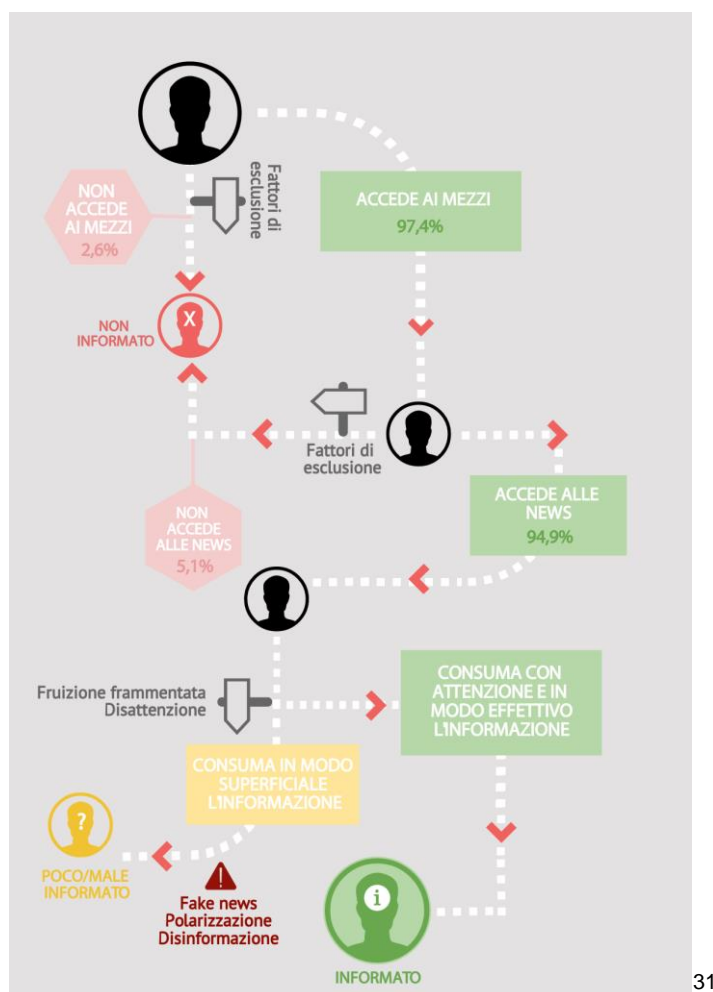 Fattori di
esclusione
NON
ACCEDE
AI MEZZI
2,6%
ACCEDE AI MEZZI
97,4%
X
NON
INFORMATO
Fattori di
esclusione
ACCEDE ALLE
NEWS
94,9%
NON
ACCEDE
ALLE NEWS
5,1%
CONSUMA CON
ATTENZIONE E IN
MODO EFFETTIVO
L'INFORMAZIONE
Fruizione frammentata
Disattenzione
CONSUMA IN MODO
SUPERFICIALE
L'INFORMAZIONE
?
POCO/MALE
INFORMATO
!
Fake news
Polarizzazione
Disinformazione
i
INFORMATO
31